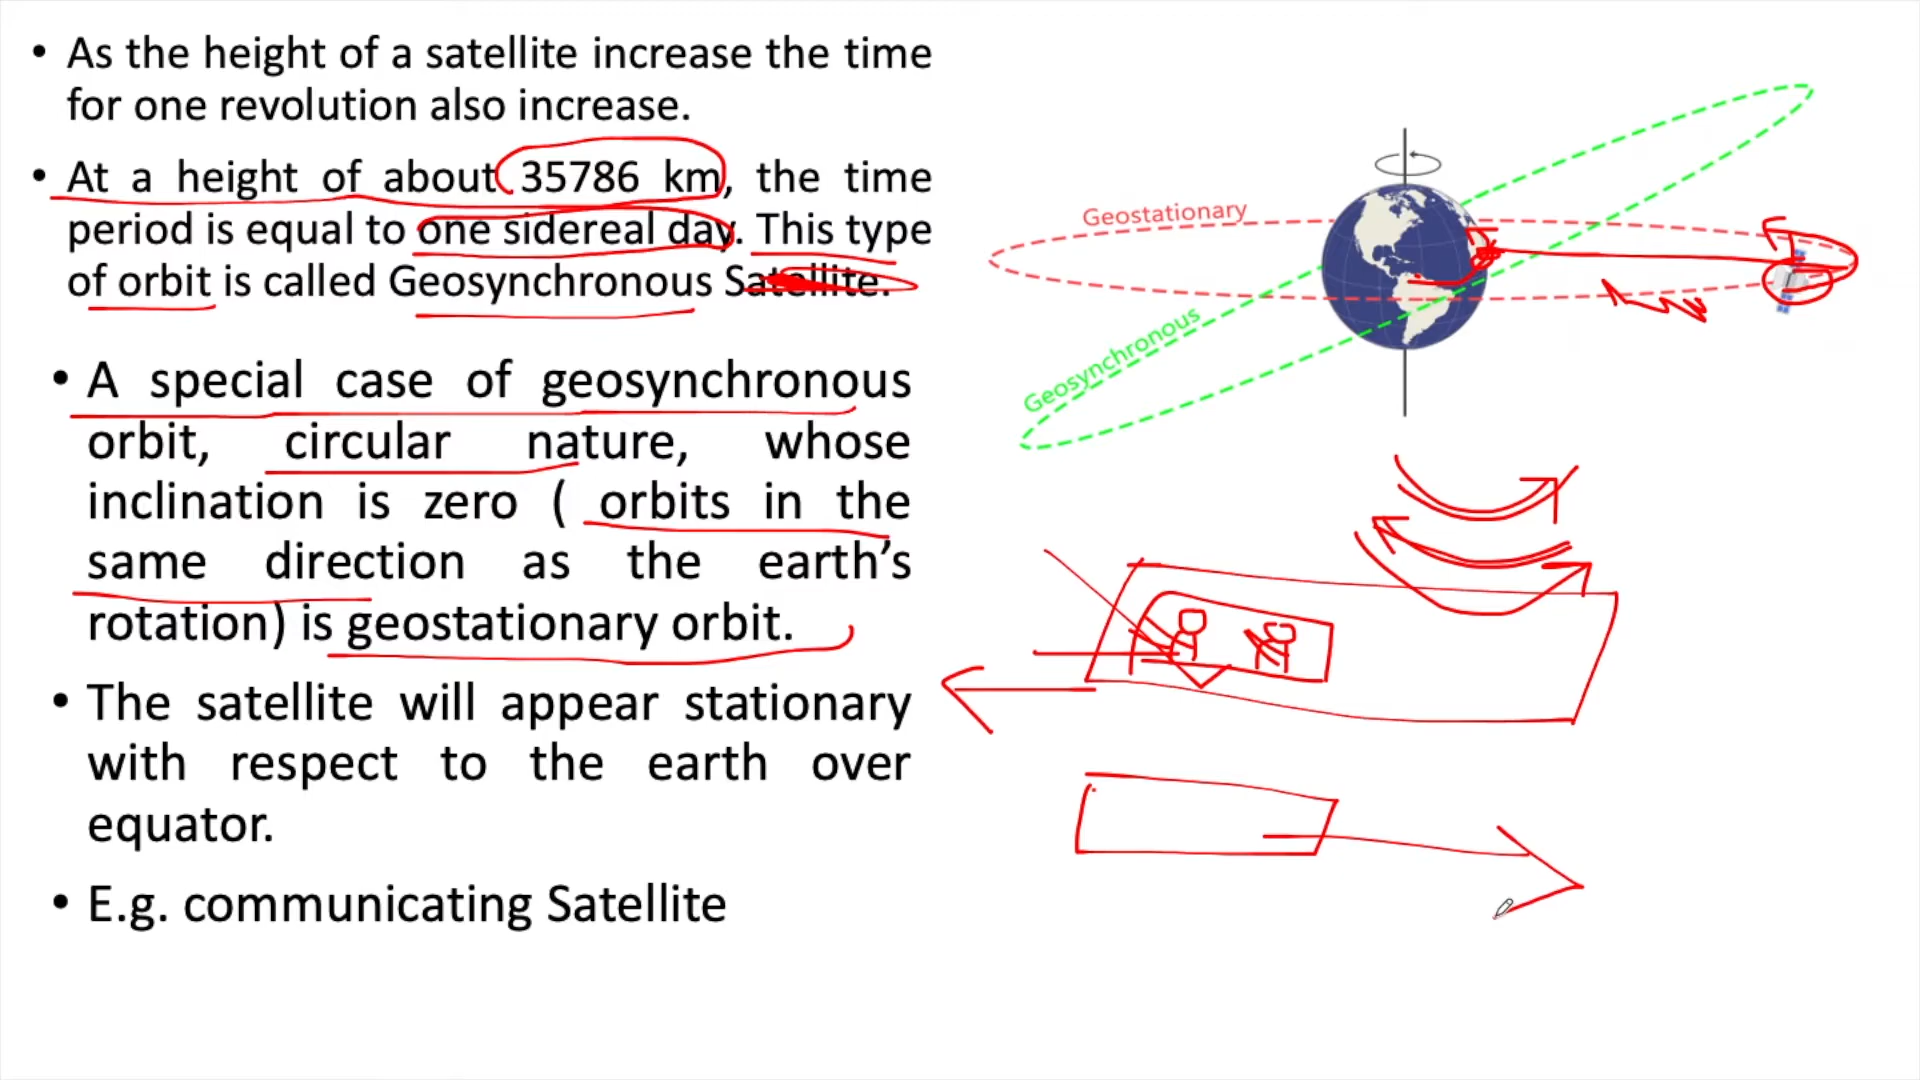 • As the height of a satellite increase the time
for one revolution also increase.
• At a height of about 35786 km, the time
period is equal to one sidereal day. This type
of orbit is called Geosynchronous Satellite.
• A special case of geosynchronous
orbit, circular nature, whose
inclination is zero ( orbits in the
same direction as the earth’s
rotation) is geostationary orbit.
• The satellite will appear stationary
with respect to the earth over
equator.
• E.g. communicating Satellite
Geostationary
Geosynchronous